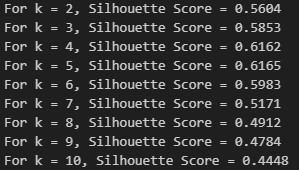 For k = 2, Silhouette Score = 0.5604
For k = 3, Silhouette Score = 0.5853
For k = 4, Silhouette Score = 0.6162
For k = 5, Silhouette Score = 0.6165
For k = 6, Silhouette Score = 0.5983
For k = 7, Silhouette Score = 0.5171
For k = 8, Silhouette Score = 0.4912
For k = 9, Silhouette Score = 0.4784
For k = 10, Silhouette Score = 0.4448